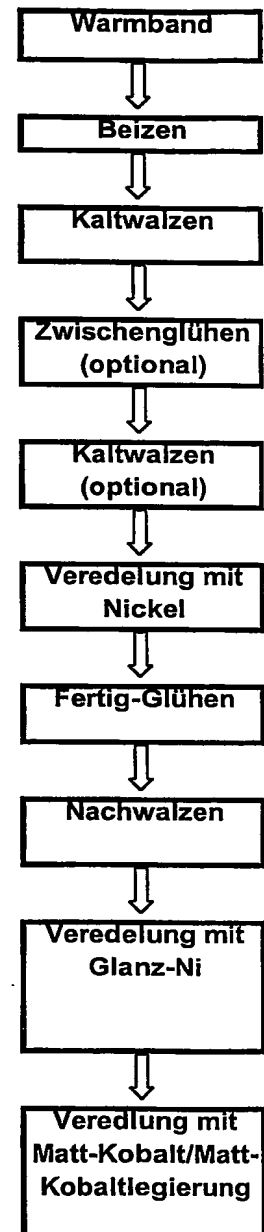 Warmband
Beizen
Kaltwalzen
Zwischenglühen
(optional)
Kaltwalzen
(optional)
Veredelung mit
Nickel
Fertig-Glühen
Nachwalzen
Veredelung mit
Glanz-Ni
Veredlung mit
Matt-Kobalt/Matt-
Kobaltlegierung